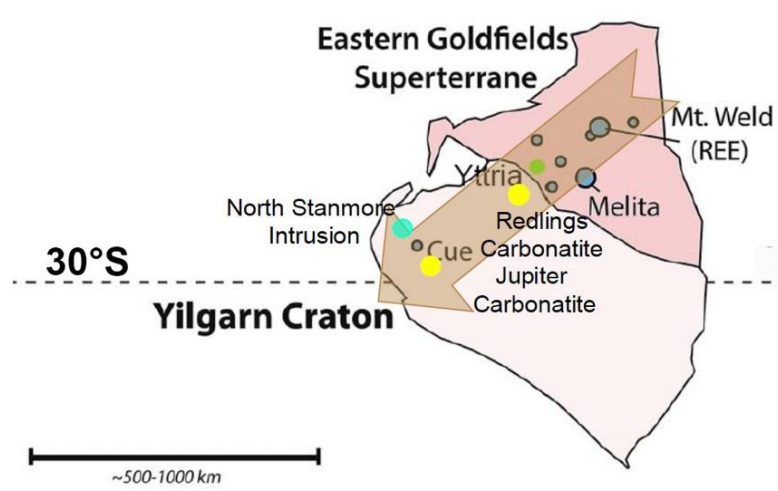 Eastern Goldfields
Superterrane
Mt. Weld
(REE)
Yttria
North Stanmore
Intrusion
Melita
Redlings
Carbonatite
Cue
Jupiter
Carbonatite
30°S
Yilgarn Craton
~500-1000 km